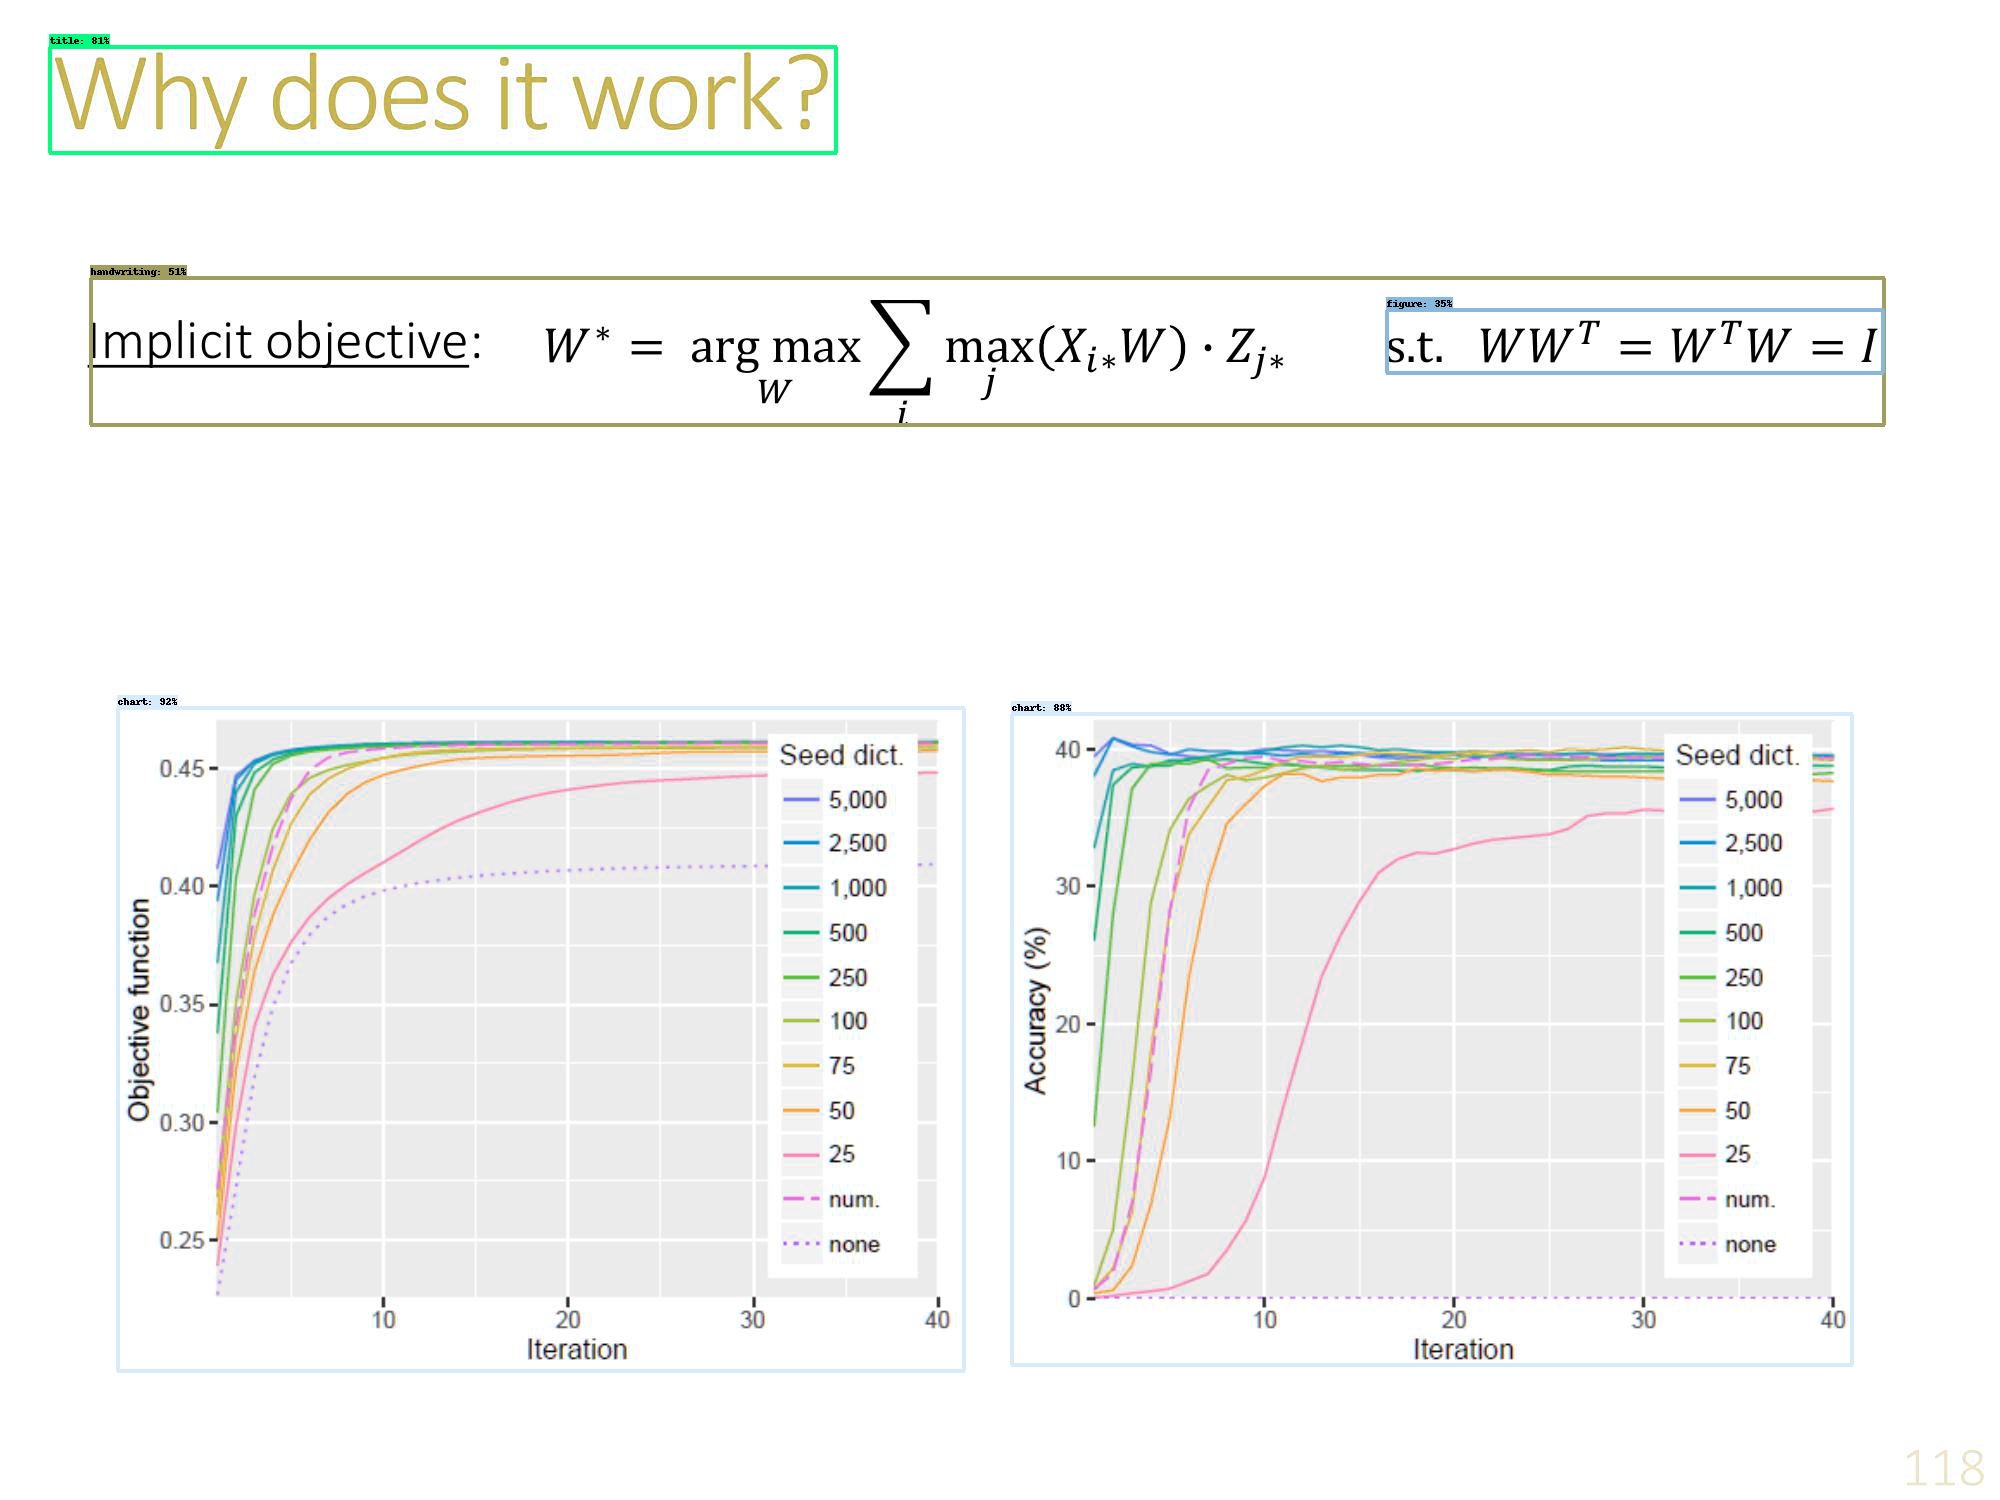 title: 81%
Why does it work?
handwriting: 51%
figure: 35%
Implicit objective: W* = arg max_W ∑_i max_j (X_{i*}W) · Z_{j*} s.t. WW^T = W^TW = I
chart: 92%
Objective function
0.45
0.40
0.35
0.30
0.25
Seed dict.
5,000
2,500
1,000
500
250
100
75
50
25
num.
none
10 20 30 40
Iteration
chart: 88%
Accuracy (%)
40
30
20
10
0
Seed dict.
5,000
2,500
1,000
500
250
100
75
50
25
num.
none
10 20 30 40
Iteration
118